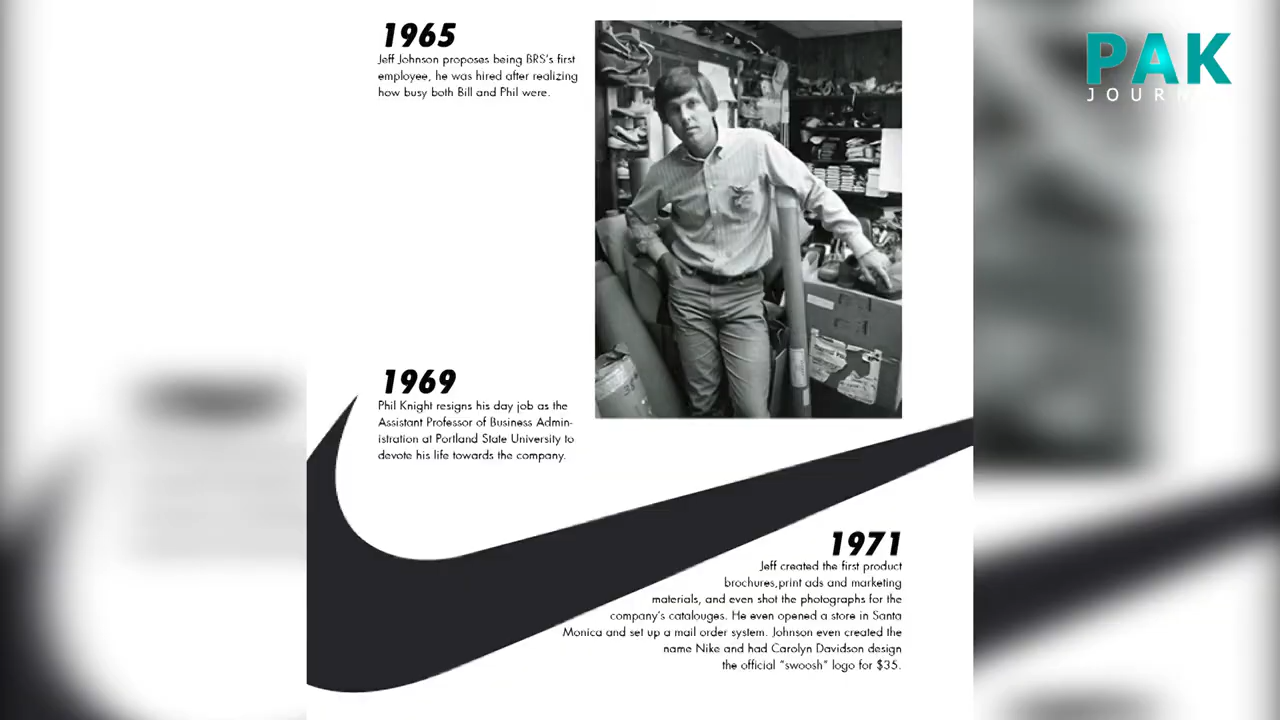 1965
Jeff Johnson proposes being BRS's first
employee, he was hired after realizing
how busy both Bill and Phil were.
PAK
1969
Phil Knight resigns his day job as the
Assistant Professor of Business Admin-
istration at Portland State University to
devote his life towards the company.
1971
Jeff created the first product
brochures,print ads and marketing
materials, and even shot the photographs for the
company's catalouges. He even opened a store in Santa
Monica and set up a mail order system. Johnson even created the
name Nike and had Carolyn Davidson design
the official "swoosh" logo for $35.